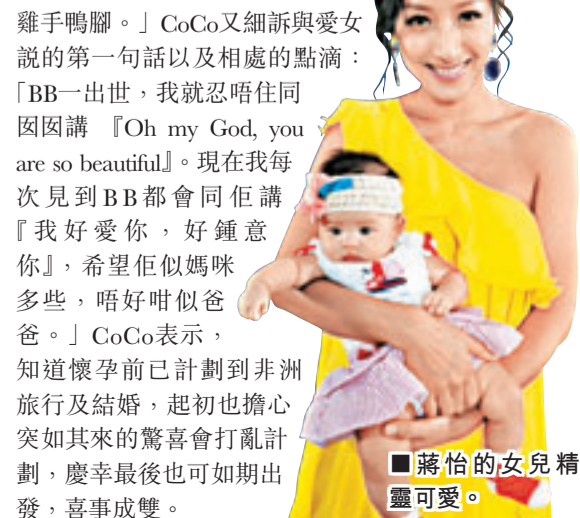 雞手鴨腳。」CoCo又細訴與愛女
説的第一句話以及相處的點滴：
「BB一出世，我就忍唔住同
囡囡講 『Oh my God, you
are so beautiful』。現在我每
次見到BB都會同佢講
『我好愛你，好鍾意
你』，希望佢似媽咪
多些，唔好咁似爸
爸。」CoCo表示，
知道懷孕前已計劃到非洲
旅行及結婚，起初也擔心
突如其來的驚喜會打亂計
劃，慶幸最後也可如期出
發，喜事成雙。
■蔣怡的女兒精
靈可愛。